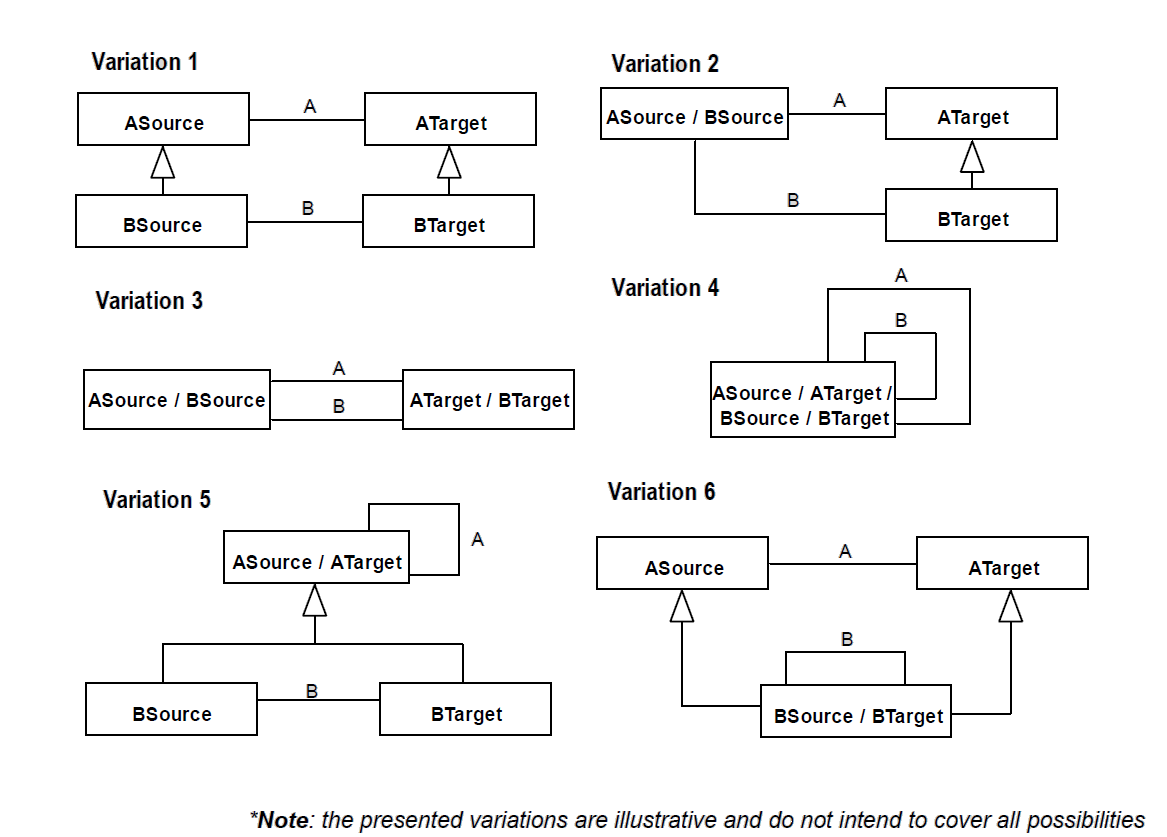 Variation 1
A
ASource
ATarget
B
BSource
BTarget
Variation 2
A
ASource / BSource
ATarget
B
BTarget
Variation 3
A
ASource / BSource
ATarget / BTarget
B
Variation 4
A
B
ASource / ATarget /
BSource / BTarget
Variation 5
A
ASource / ATarget
B
BSource
BTarget
Variation 6
A
ASource
ATarget
B
BSource / BTarget
*Note: the presented variations are illustrative and do not intend to cover all possibilities